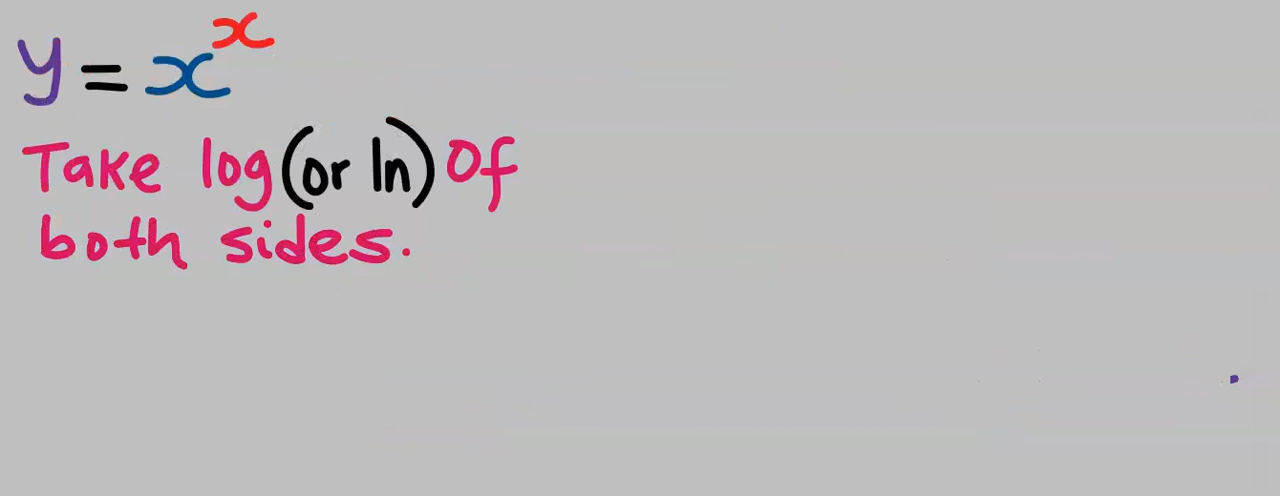 y = x^x
Take log (or ln) Of
both sides.